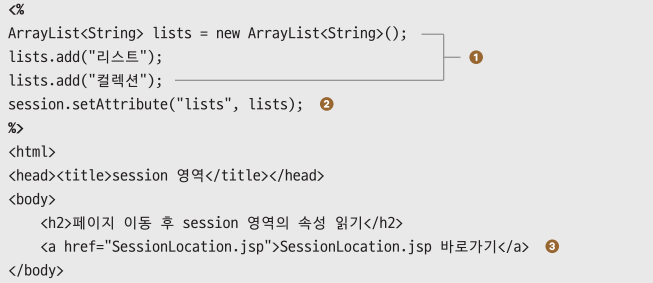 <%
ArrayList<String> lists = new ArrayList<String>();
lists.add("리스트");
lists.add("컬렉션");
1
session.setAttribute("lists", lists); 2
%>
<html>
<head><title>session 영역</title></head>
<body>
<h2>페이지 이동 후 session 영역의 속성 읽기</h2>
<a href="SessionLocation.jsp">SessionLocation.jsp 바로가기</a> 3
</body>